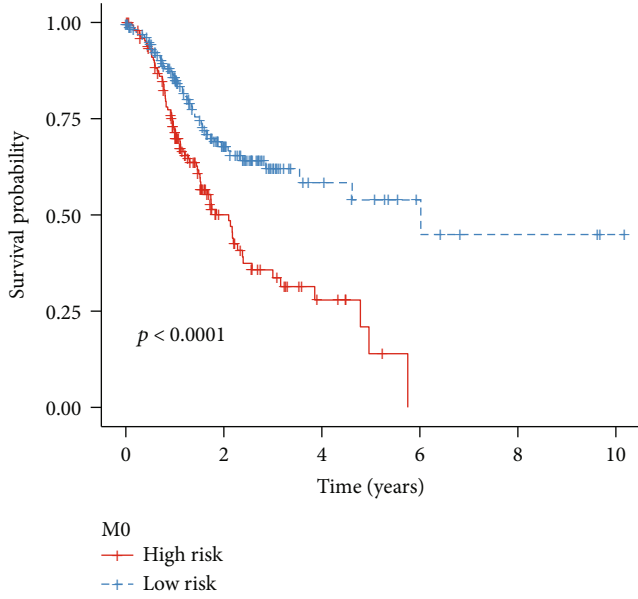 Survival probability
1.00
0.75
0.50
0.25
0.00
p < 0.0001
0 2 4 6 8 10
Time (years)
M0
High risk
Low risk